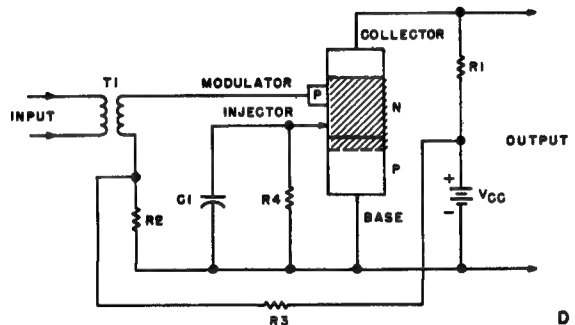 COLLECTOR
R1
T1
MODULATOR
P
INPUT
INJECTOR
N
OUTPUT
P
+
VCC
-
C1
R4
R2
BASE
R3
D